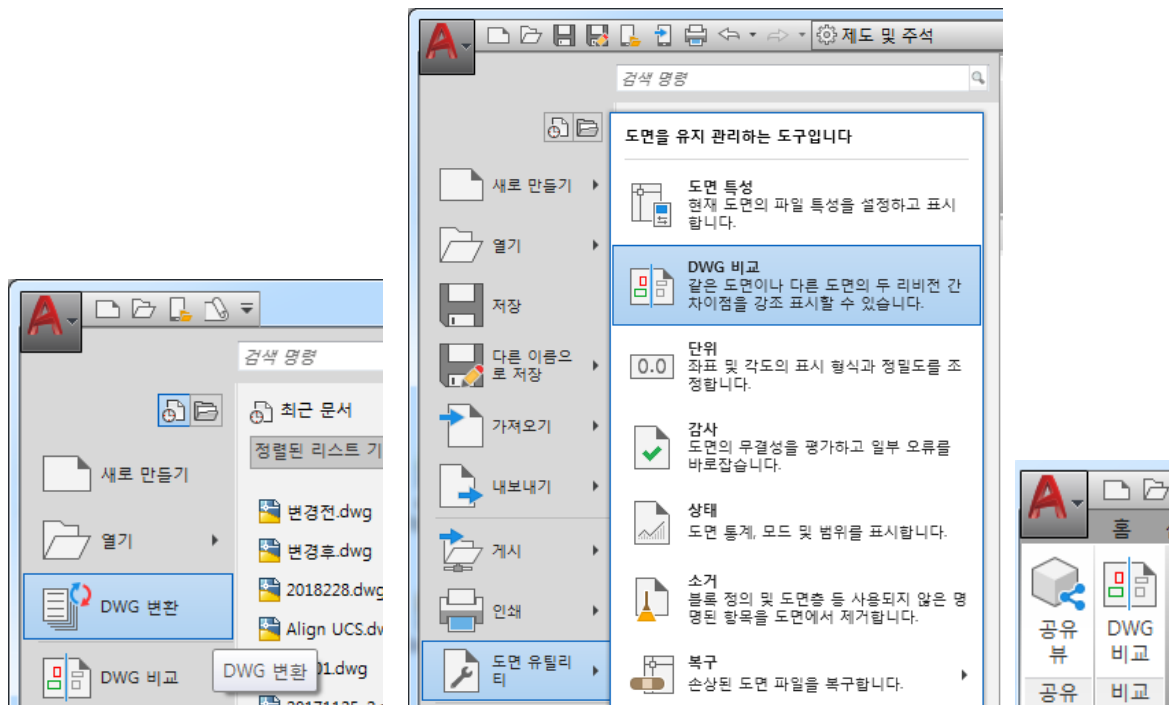 검색 명령
최근 문서
정렬된 리스트 기
새로 만들기
열기
DWG 변환
DWG 비교
변경전.dwg
변경후.dwg
2018228.dwg
Align UCS.dw
01.dwg
DWG 변환
제도 및 주석
검색 명령
새로 만들기
열기
저장
다른 이름으
로 저장
가져오기
내보내기
게시
인쇄
도면 유틸리
티
도면을 유지 관리하는 도구입니다
도면 특성
현재 도면의 파일 특성을 설정하고 표시
합니다.
DWG 비교
같은 도면이나 다른 도면의 두 리비전 간
차이점을 강조 표시할 수 있습니다.
0.0
단위
좌표 및 각도의 표시 형식과 정밀도를 조
정합니다.
감사
도면의 무결성을 평가하고 일부 오류를
바로잡습니다.
상태
도면 통계, 모드 및 범위를 표시합니다.
소거
블록 정의 및 도면층 등 사용되지 않은 명
명된 항목을 도면에서 제거합니다.
복구
손상된 도면 파일을 복구합니다.
홈
공유
뷰
공유
DWG
비교
비교